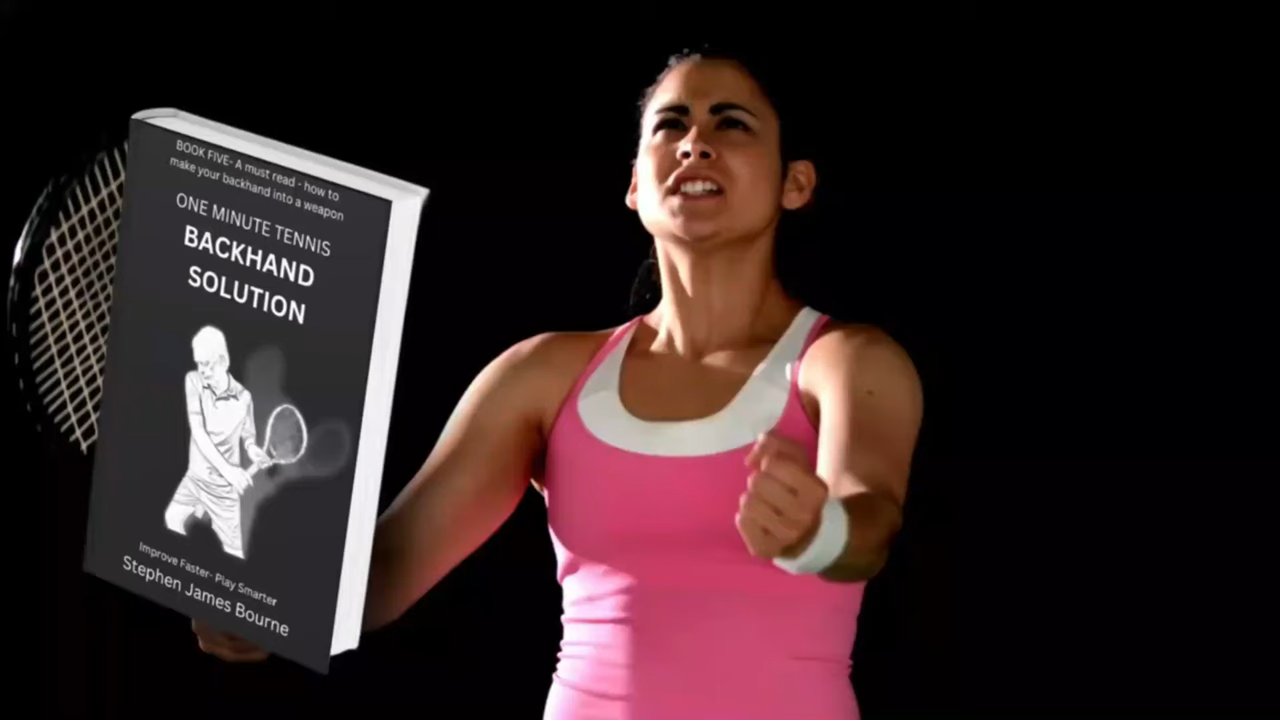 BOOK FIVE- A must read - how to
make your backhand into a weapon
ONE MINUTE TENNIS
BACKHAND
SOLUTION
Improve Faster- Play Smarter
Stephen James Bourne